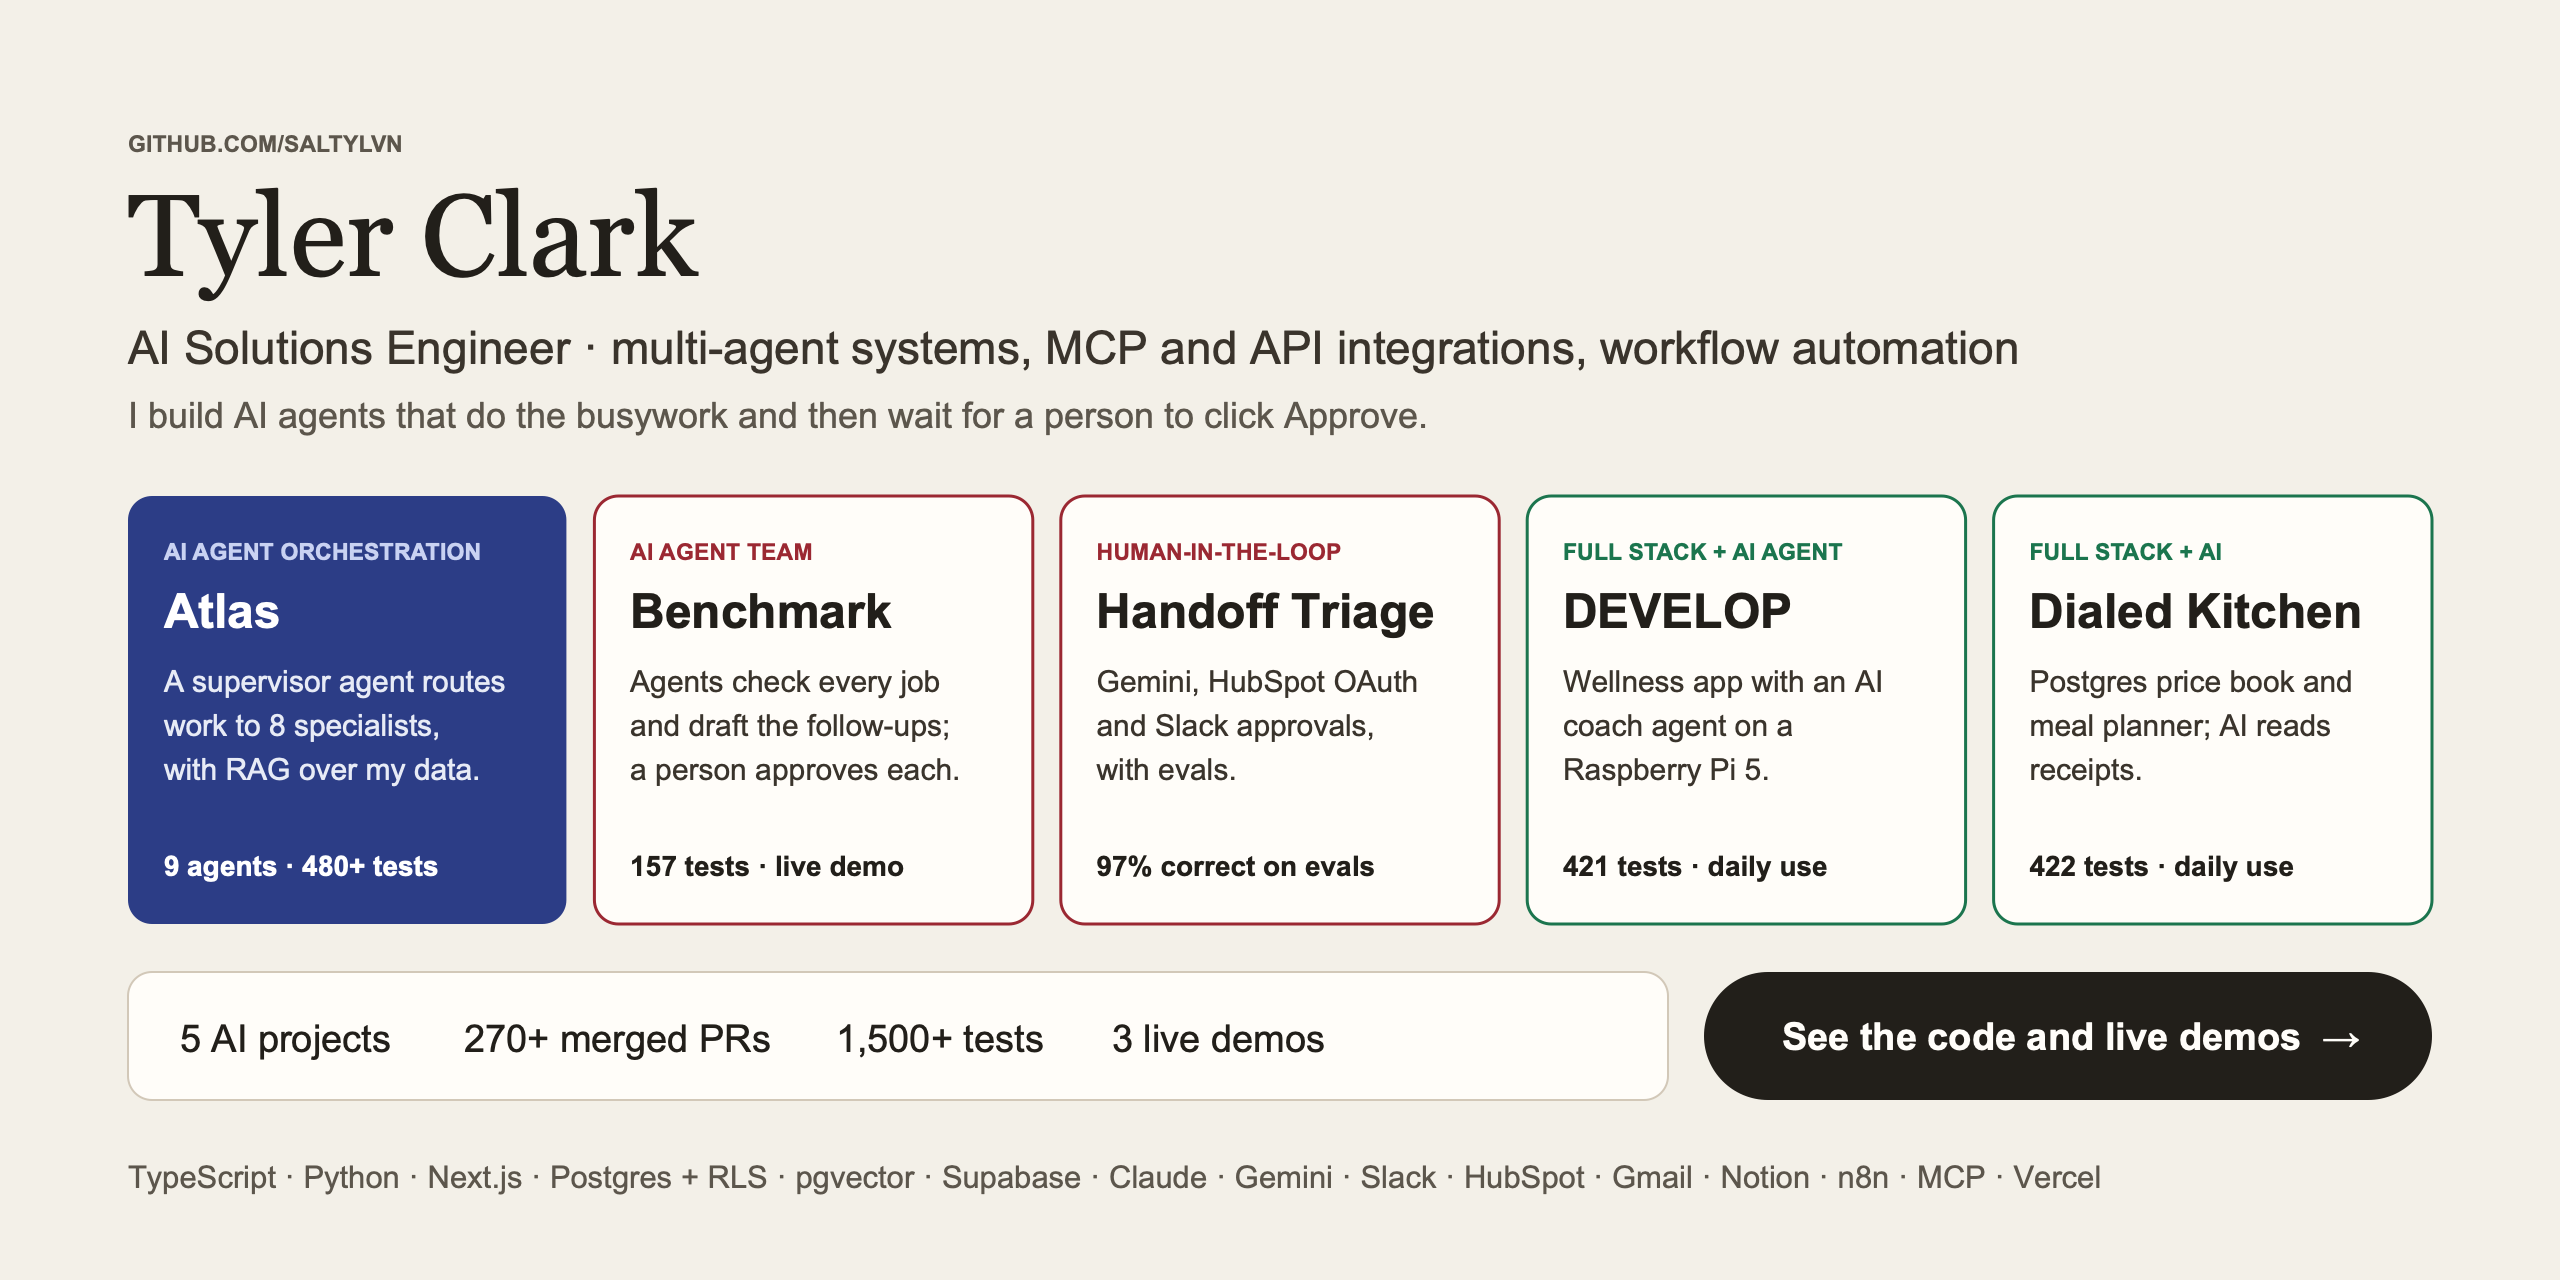 GITHUB.COM/SALTYLVN
Tyler Clark
AI Solutions Engineer · multi-agent systems, MCP and API integrations, workflow automation
I build AI agents that do the busywork and then wait for a person to click Approve.
AI AGENT ORCHESTRATION
Atlas
A supervisor agent routes
work to 8 specialists,
with RAG over my data.
9 agents · 480+ tests
AI AGENT TEAM
Benchmark
Agents check every job
and draft the follow-ups;
a person approves each.
157 tests · live demo
HUMAN-IN-THE-LOOP
Handoff Triage
Gemini, HubSpot OAuth
and Slack approvals,
with evals.
97% correct on evals
FULL STACK + AI AGENT
DEVELOP
Wellness app with an AI
coach agent on a
Raspberry Pi 5.
421 tests · daily use
FULL STACK + AI
Dialed Kitchen
Postgres price book and
meal planner; AI reads
receipts.
422 tests · daily use
5 AI projects 270+ merged PRs 1,500+ tests 3 live demos
See the code and live demos →
TypeScript · Python · Next.js · Postgres + RLS · pgvector · Supabase · Claude · Gemini · Slack · HubSpot · Gmail · Notion · n8n · MCP · Vercel